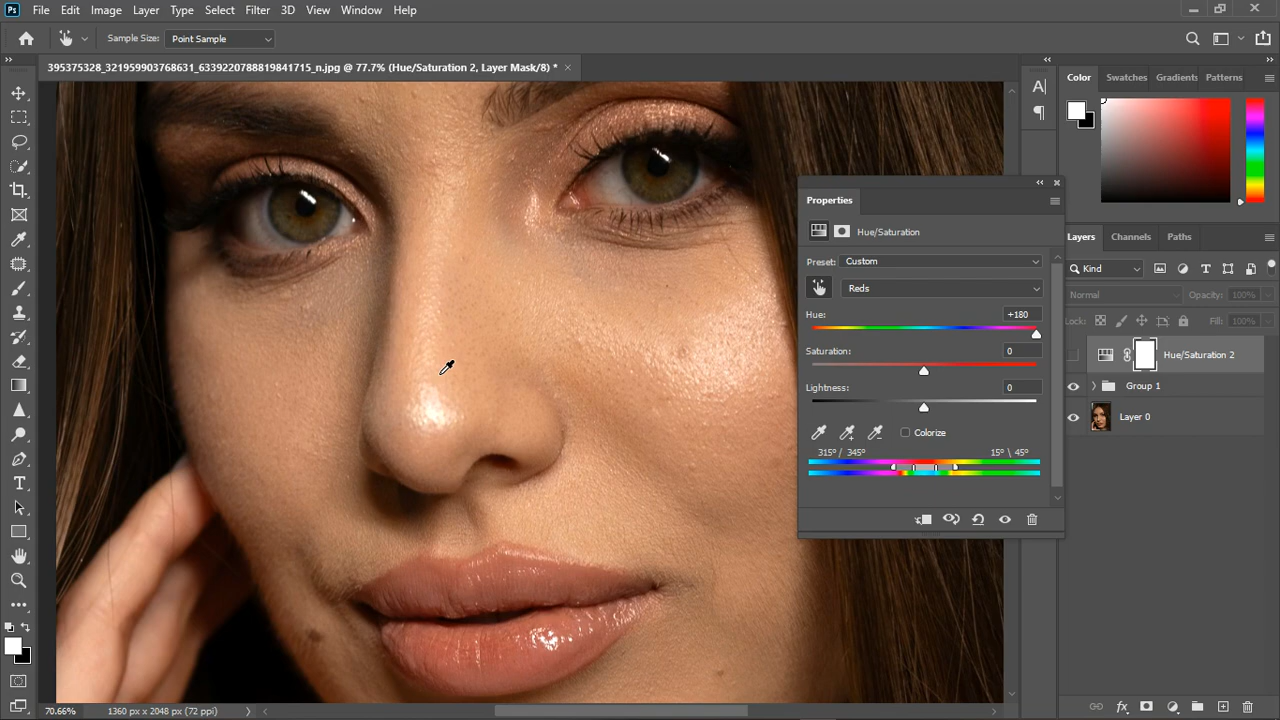 Ps File Edit Image Layer Type Select Filter 3D View Window Help
Sample Size: Point Sample
395375328_321959903768631_6339220788819841715_n.jpg @ 77.7% (Hue/Saturation 2, Layer Mask/8) *
Color Swatches Gradients Patterns
Properties
Hue/Saturation
Preset: Custom
Reds
Hue: +180
Saturation: 0
Lightness: 0
Colorize
315°/ 345° 15° \ 45°
Layers Channels Paths
Kind
Normal Opacity: 100%
Lock: Fill: 100%
Hue/Saturation 2
Group 1
Layer 0
70.66% 1360 px x 2048 px (72 ppi)